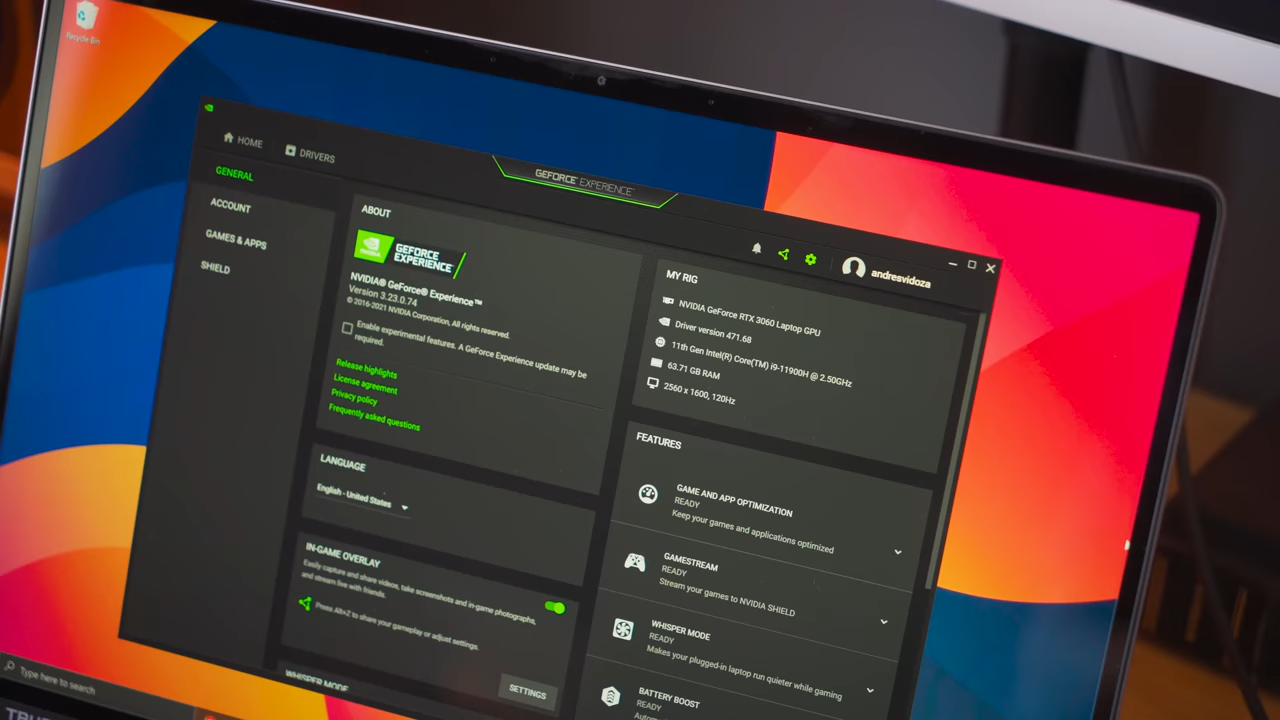 Recycle Bin
HOME
DRIVERS
GEFORCE® EXPERIENCE™
andresvidoza
GENERAL
ACCOUNT
GAMES & APPS
SHIELD
ABOUT
NVIDIA
GEFORCE
EXPERIENCE
NVIDIA® GeForce® Experience™
Version 3.23.0.74
© 2016-2021 NVIDIA Corporation, All rights reserved.
Enable experimental features. A GeForce Experience update may be
required.
Release highlights
License agreement
Privacy policy
Frequently asked questions
LANGUAGE
English - United States
IN-GAME OVERLAY
Easily capture and share videos, take screenshots and in-game photographs,
and stream live with friends.
Press Alt+Z to share your gameplay or adjust settings.
SETTINGS
WHISPER MODE
MY RIG
NVIDIA GeForce RTX 3060 Laptop GPU
Driver version 471.68
11th Gen Intel(R) Core(TM) i9-11900H @ 2.50GHz
63.71 GB RAM
2560 x 1600, 120Hz
FEATURES
GAME AND APP OPTIMIZATION
READY
Keep your games and applications optimized
GAMESTREAM
READY
Stream your games to NVIDIA SHIELD
WHISPER MODE
READY
Makes your plugged-in laptop run quieter while gaming
BATTERY BOOST
READY
Type here to search